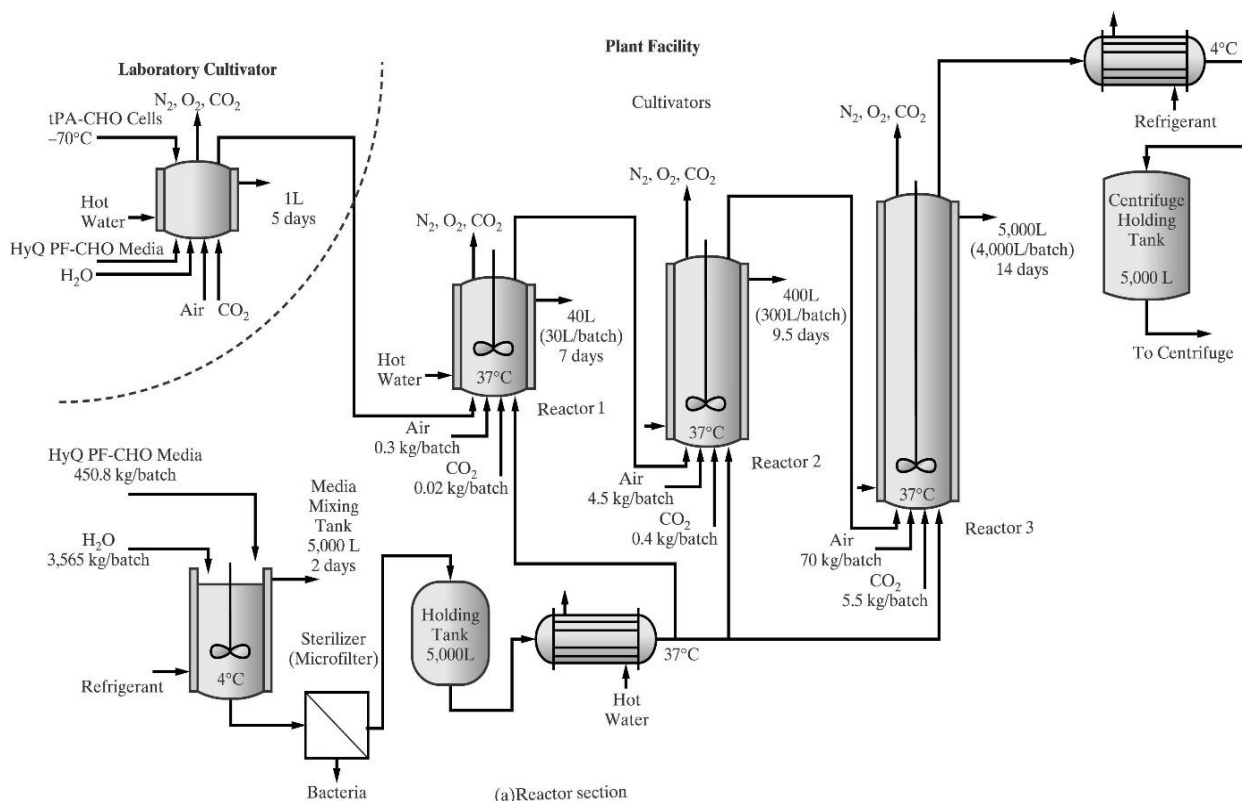 Plant Facility
Laboratory Cultivator
N₂, O₂, CO₂
tPA-CHO Cells
–70°C
Hot
Water
1L
5 days
HyQ PF-CHO Media
H₂O
Air
CO₂
Cultivators
N₂, O₂, CO₂
40L
(30L/batch)
7 days
Hot
Water
37°C
Reactor 1
Air
0.3 kg/batch
CO₂
0.02 kg/batch
N₂, O₂, CO₂
400L
(300L/batch)
9.5 days
37°C
Reactor 2
Air
4.5 kg/batch
CO₂
0.4 kg/batch
N₂, O₂, CO₂
5,000L
(4,000L/batch)
14 days
37°C
Reactor 3
Air
70 kg/batch
CO₂
5.5 kg/batch
4°C
Refrigerant
Centrifuge
Holding
Tank
5,000 L
To Centrifuge
HyQ PF-CHO Media
450.8 kg/batch
H₂O
3,565 kg/batch
Media
Mixing
Tank
5,000 L
2 days
Refrigerant
4°C
Sterilizer
(Microfilter)
Bacteria
Holding
Tank
5,000L
37°C
Hot
Water
(a)Reactor section